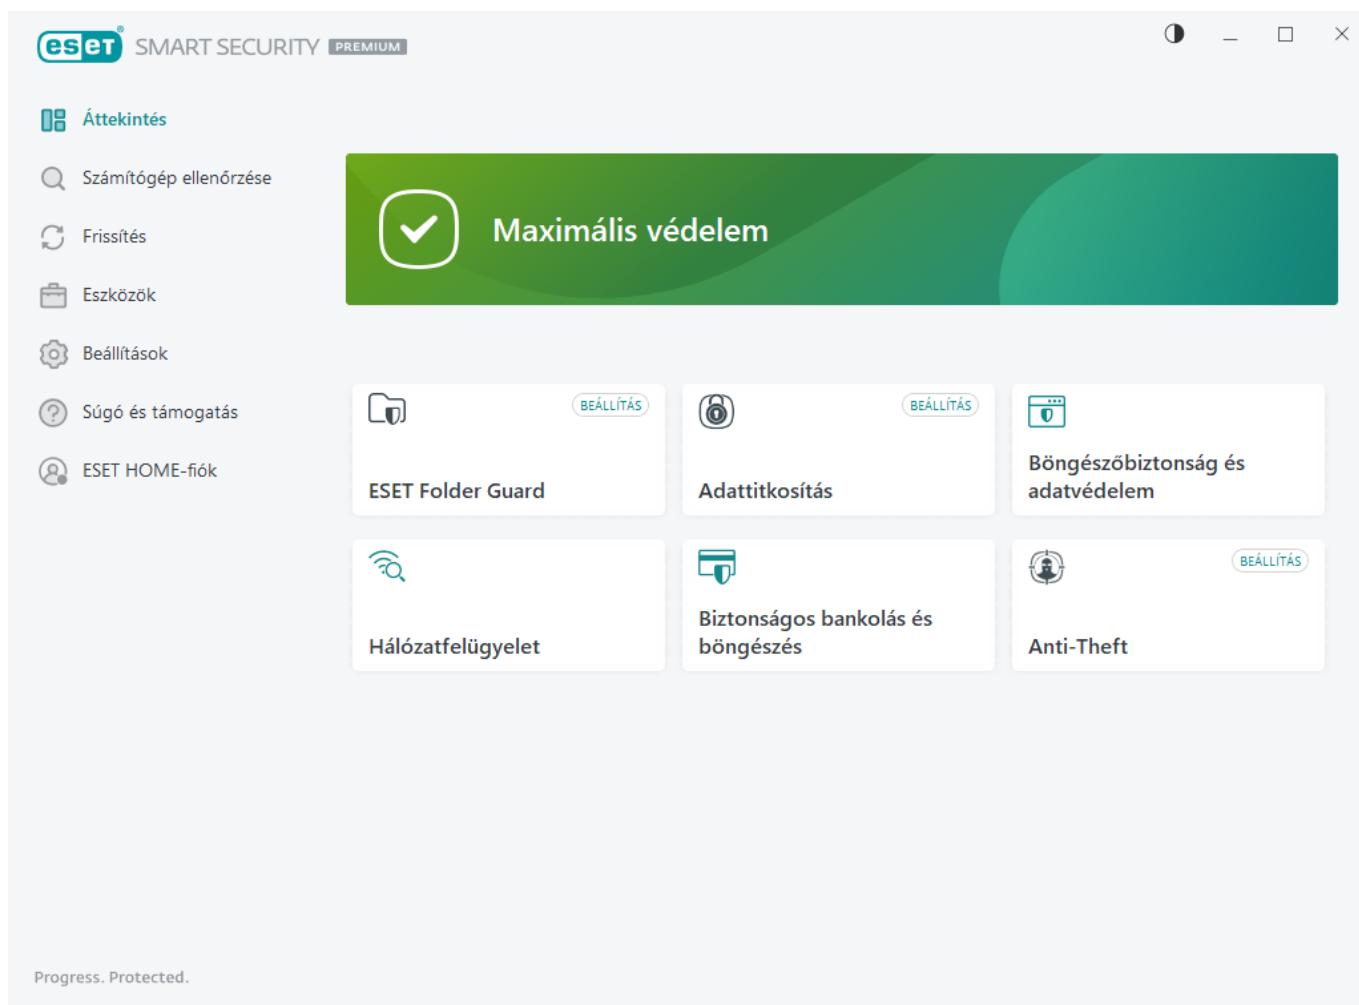 eset® SMART SECURITY PREMIUM
Áttekintés
Számítógép ellenőrzése
Frissítés
Eszközök
Beállítások
Súgó és támogatás
ESET HOME-fiók
Maximális védelem
BEÁLLÍTÁS
ESET Folder Guard
BEÁLLÍTÁS
Adattitkosítás
Böngészőbiztonság és
adatvédelem
Hálózatfelügyelet
Biztonságos bankolás és
böngészés
BEÁLLÍTÁS
Anti-Theft
Progress. Protected.